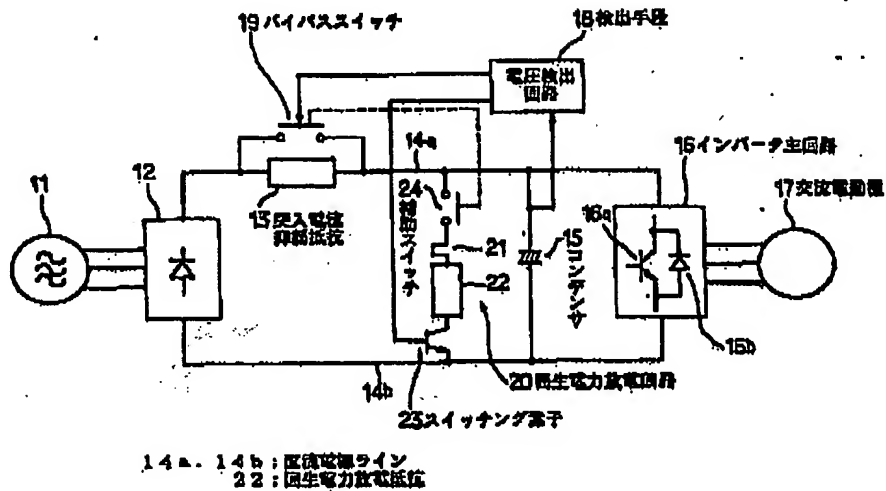 19 バイパススイッチ
18 検出手段
電圧検出
回路
14a
16 インバータ主回路
12
11
24
17 交流電動機
13 突入電流
抑制抵抗
16a
21
スイッチ
15 コンデンサ
22
16b
14b
20 回生電力放電回路
23 スイッチング素子
14a. 14b ; 直流電源ライン
22 ; 回生電力放電抵抗